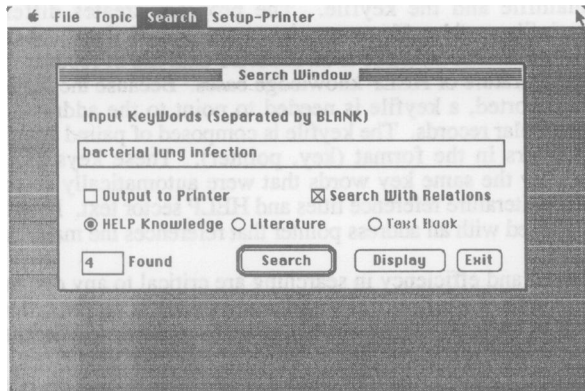 File Topic Search Setup-Printer
Search Window
Input KeyWords (Separated by BLANK)
bacterial lung infection
Output to Printer Search with Relations
HELP Knowledge Literature Text Book
4 Found Search Display Exit